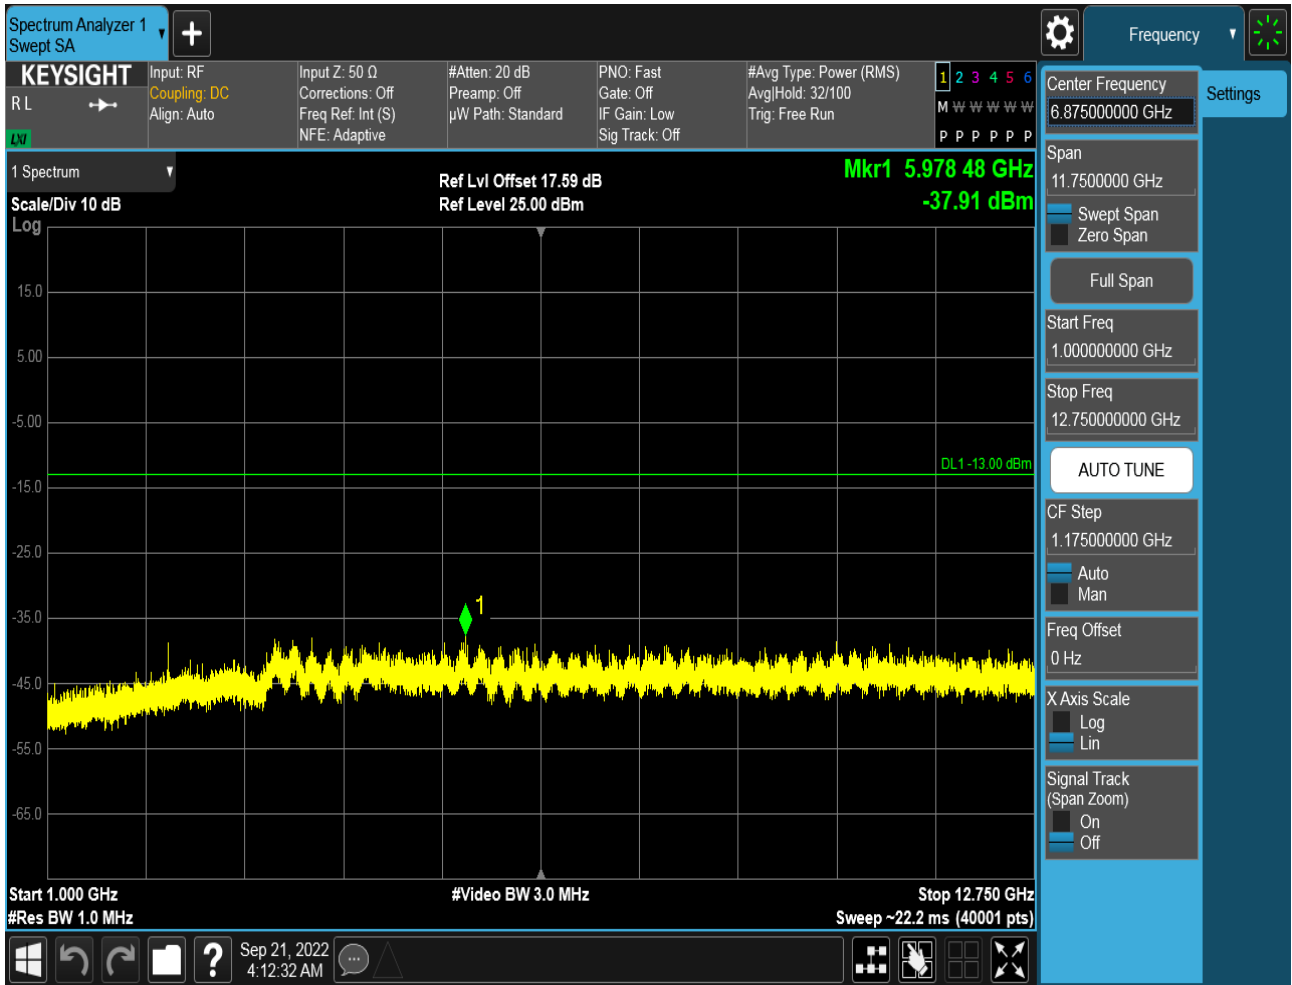 Spectrum Analyzer 1
Swept SA
Frequency
KEYSIGHT
R L
LXI
Input: RF
Coupling: DC
Align: Auto
Input Z: 50 Ω
Corrections: Off
Freq Ref: Int (S)
NFE: Adaptive
#Atten: 20 dB
Preamp: Off
µW Path: Standard
PNO: Fast
Gate: Off
IF Gain: Low
Sig Track: Off
#Avg Type: Power (RMS)
Avg|Hold: 32/100
Trig: Free Run
1 2 3 4 5 6
M W W W W W
P P P P P P
1 Spectrum
Scale/Div 10 dB
Log
Ref Lvl Offset 17.59 dB
Ref Level 25.00 dBm
Mkr1 5.978 48 GHz
-37.91 dBm
15.0
5.00
-5.00
DL1 -13.00 dBm
-15.0
-25.0
-35.0
1
-45.0
-55.0
-65.0
Start 1.000 GHz
#Video BW 3.0 MHz
Stop 12.750 GHz
#Res BW 1.0 MHz
Sweep ~22.2 ms (40001 pts)
Sep 21, 2022
4:12:32 AM
Center Frequency
6.875000000 GHz
Settings
Span
11.7500000 GHz
Swept Span
Zero Span
Full Span
Start Freq
1.000000000 GHz
Stop Freq
12.750000000 GHz
AUTO TUNE
CF Step
1.175000000 GHz
Auto
Man
Freq Offset
0 Hz
X Axis Scale
Log
Lin
Signal Track
(Span Zoom)
On
Off